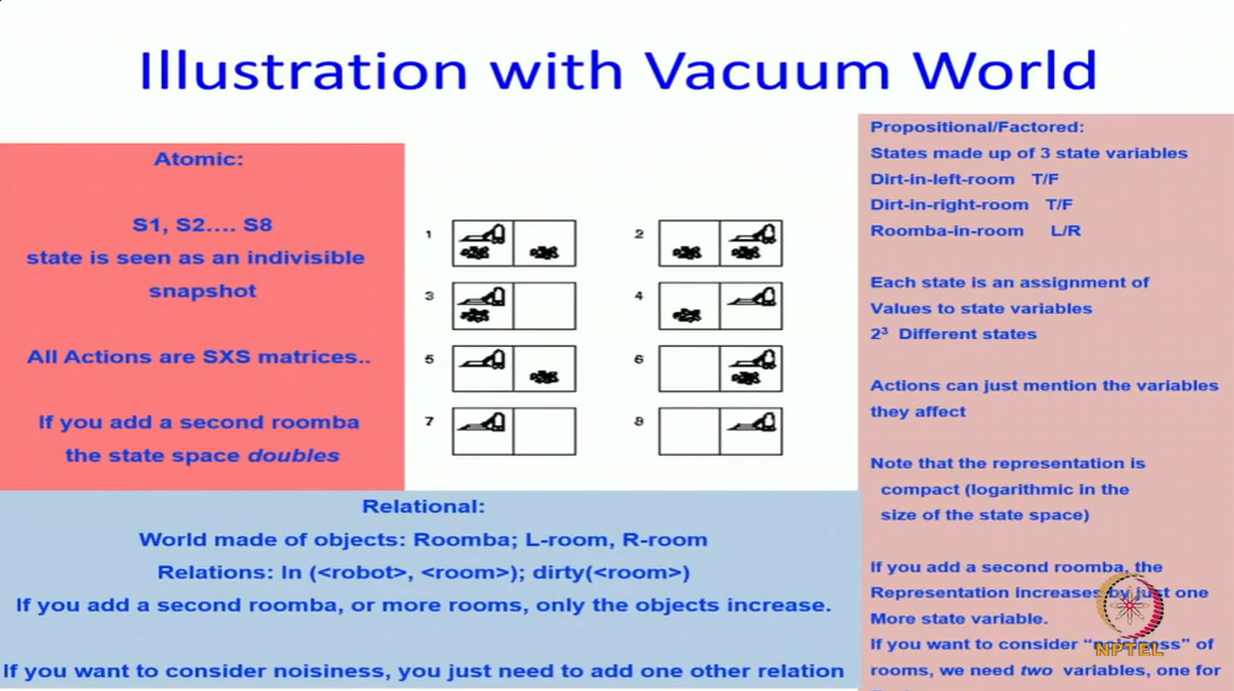 Illustration with Vacuum World
Atomic:
S1, S2.... S8
state is seen as an indivisible
snapshot
All Actions are SXS matrices..
If you add a second roomba
the state space doubles
1
2
3
4
5
6
7
8
Propositional/Factored:
States made up of 3 state variables
Dirt-in-left-room T/F
Dirt-in-right-room T/F
Roomba-in-room L/R
Each state is an assignment of
Values to state variables
2³ Different states
Actions can just mention the variables
they affect
Note that the representation is
compact (logarithmic in the
size of the state space)
If you add a second roomba, the
Representation increases by just one
More state variable.
If you want to consider “noisiness” of
rooms, we need two variables, one for
Relational:
World made of objects: Roomba; L-room, R-room
Relations: In (<robot>, <room>); dirty(<room>)
If you add a second roomba, or more rooms, only the objects increase.
If you want to consider noisiness, you just need to add one other relation
NPTEL